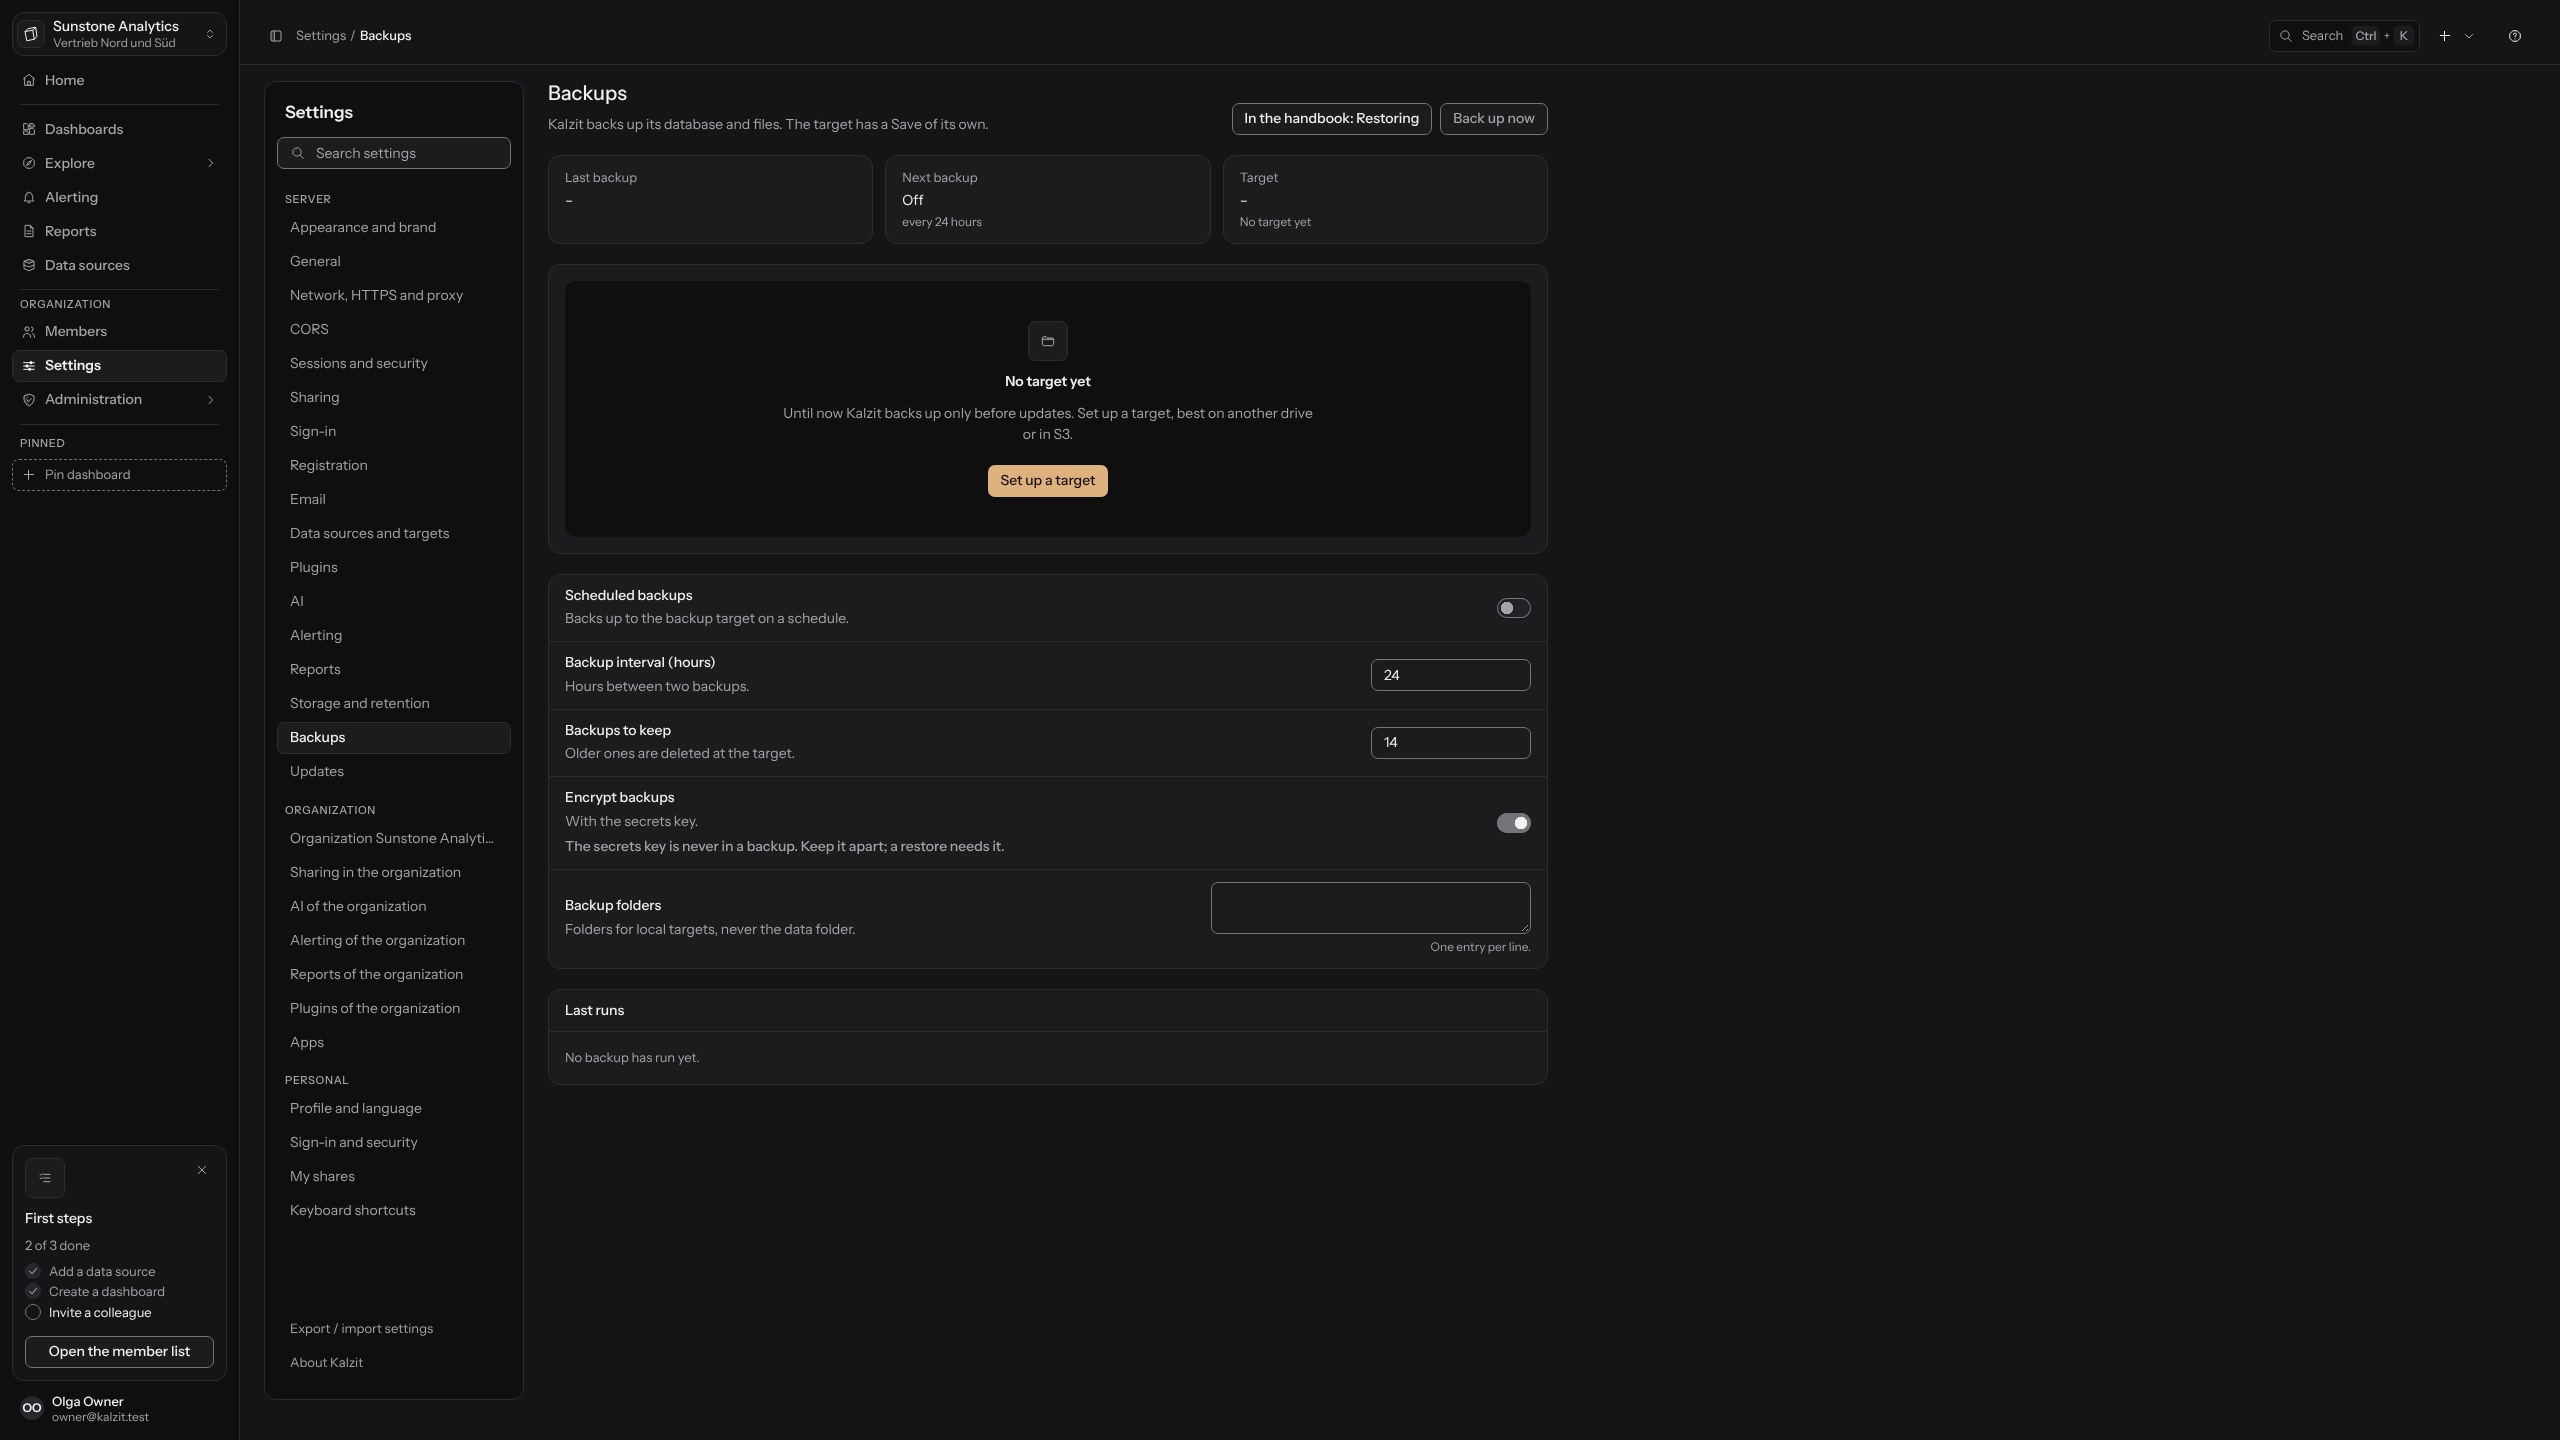 Sunstone Analytics
Vertrieb Nord und Süd
Home
Dashboards
Explore
Alerting
Reports
Data sources
ORGANIZATION
Members
Settings
Administration
PINNED
Pin dashboard
First steps
2 of 3 done
Add a data source
Create a dashboard
Invite a colleague
Open the member list
OO
Olga Owner
owner@kalzit.test
Settings / Backups
Search Ctrl + K
Settings
Search settings
SERVER
Appearance and brand
General
Network, HTTPS and proxy
CORS
Sessions and security
Sharing
Sign-in
Registration
Email
Data sources and targets
Plugins
AI
Alerting
Reports
Storage and retention
Backups
Updates
ORGANIZATION
Organization Sunstone Analyti...
Sharing in the organization
AI of the organization
Alerting of the organization
Reports of the organization
Plugins of the organization
Apps
PERSONAL
Profile and language
Sign-in and security
My shares
Keyboard shortcuts
Export / import settings
About Kalzit
Backups
Kalzit backs up its database and files. The target has a Save of its own.
In the handbook: Restoring
Back up now
Last backup
–
Next backup
Off
every 24 hours
Target
–
No target yet
No target yet
Until now Kalzit backs up only before updates. Set up a target, best on another drive
or in S3.
Set up a target
Scheduled backups
Backs up to the backup target on a schedule.
Backup interval (hours)
Hours between two backups.
24
Backups to keep
Older ones are deleted at the target.
14
Encrypt backups
With the secrets key.
The secrets key is never in a backup. Keep it apart; a restore needs it.
Backup folders
Folders for local targets, never the data folder.
One entry per line.
Last runs
No backup has run yet.